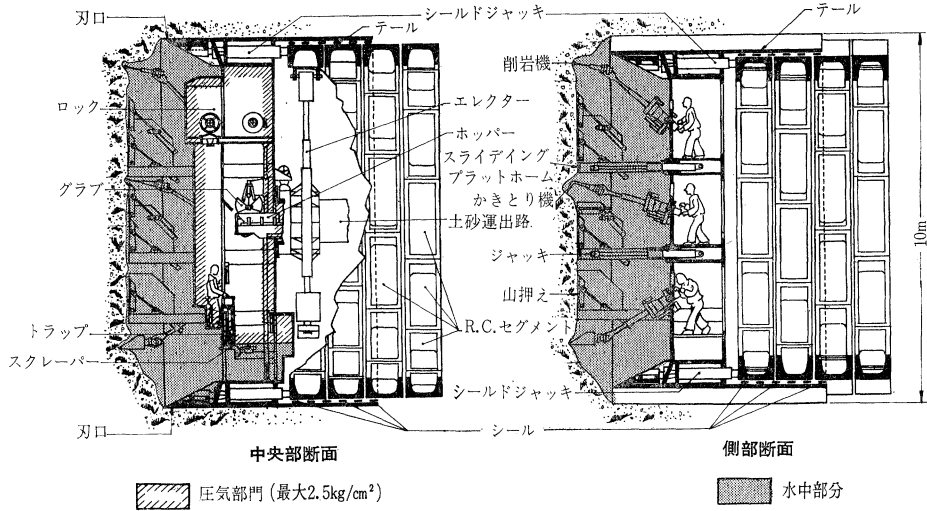 刃口
シールドジャッキ
テール
テール
削岩機
ロック
エレクター
ホッパー
スライデイング
プラットホーム
グラブ
かきとり機
土砂運出路
10m
ジャッキ
山押え
トラップ
R.C.セグメント
スクレーパー
シールドジャッキ
刃口
シール
中央部断面
側部断面
圧気部門 (最大2.5kg/cm²)
水中部分